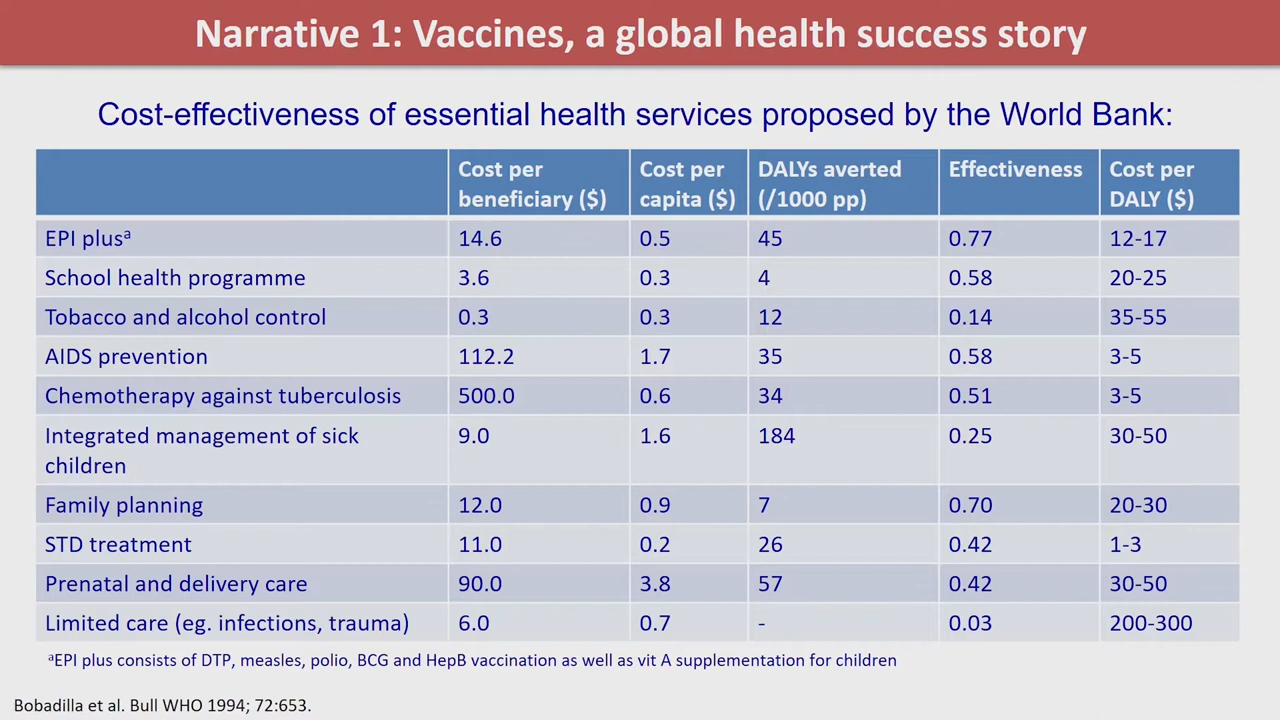 Narrative 1: Vaccines, a global health success story
Cost-effectiveness of essential health services proposed by the World Bank:
Cost per beneficiary ($) Cost per capita ($) DALYs averted (/1000 pp) Effectiveness Cost per DALY ($)
EPI plusᵃ 14.6 0.5 45 0.77 12-17
School health programme 3.6 0.3 4 0.58 20-25
Tobacco and alcohol control 0.3 0.3 12 0.14 35-55
AIDS prevention 112.2 1.7 35 0.58 3-5
Chemotherapy against tuberculosis 500.0 0.6 34 0.51 3-5
Integrated management of sick children 9.0 1.6 184 0.25 30-50
Family planning 12.0 0.9 7 0.70 20-30
STD treatment 11.0 0.2 26 0.42 1-3
Prenatal and delivery care 90.0 3.8 57 0.42 30-50
Limited care (eg. infections, trauma) 6.0 0.7 - 0.03 200-300
ᵃEPI plus consists of DTP, measles, polio, BCG and HepB vaccination as well as vit A supplementation for children
Bobadilla et al. Bull WHO 1994; 72:653.